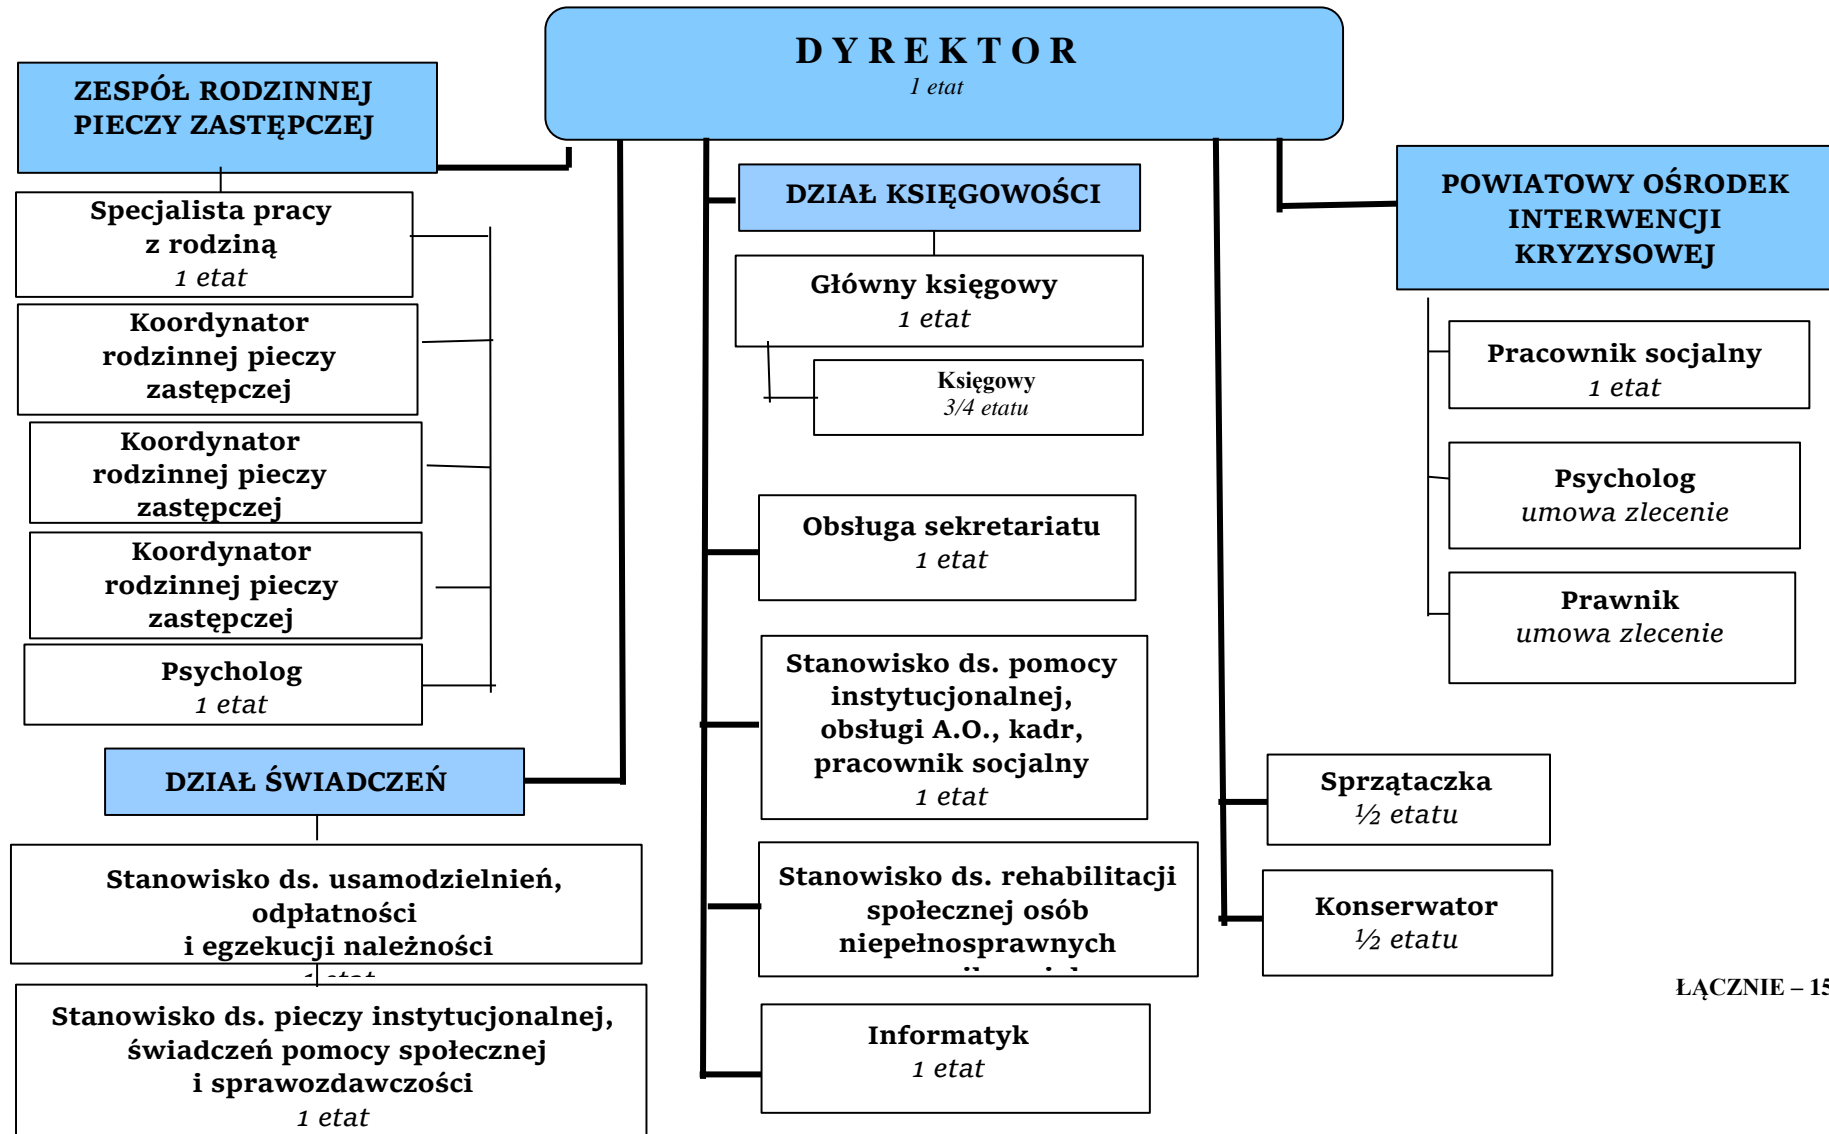 D Y R E K T O R
1 etat
ZESPÓŁ RODZINNEJ
PIECZY ZASTĘPCZEJ
Specjalista pracy
z rodziną
1 etat
Koordynator
rodzinnej pieczy
zastępczej
Koordynator
rodzinnej pieczy
zastępczej
Koordynator
rodzinnej pieczy
zastępczej
Psycholog
1 etat
DZIAŁ ŚWIADCZEŃ
Stanowisko ds. usamodzielnień,
odpłatności
i egzekucji należności
1 etat
Stanowisko ds. pieczy instytucjonalnej,
świadczeń pomocy społecznej
i sprawozdawczości
1 etat
DZIAŁ KSIĘGOWOŚCI
Główny księgowy
1 etat
Księgowy
3/4 etatu
Obsługa sekretariatu
1 etat
Stanowisko ds. pomocy
instytucjonalnej,
obsługi A.O., kadr,
pracownik socjalny
1 etat
Stanowisko ds. rehabilitacji
społecznej osób
niepełnosprawnych
Informatyk
1 etat
POWIATOWY OŚRODEK
INTERWENCJI
KRYZYSOWEJ
Pracownik socjalny
1 etat
Psycholog
umowa zlecenie
Prawnik
umowa zlecenie
Sprzątaczka
½ etatu
Konserwator
½ etatu
ŁĄCZNIE – 15